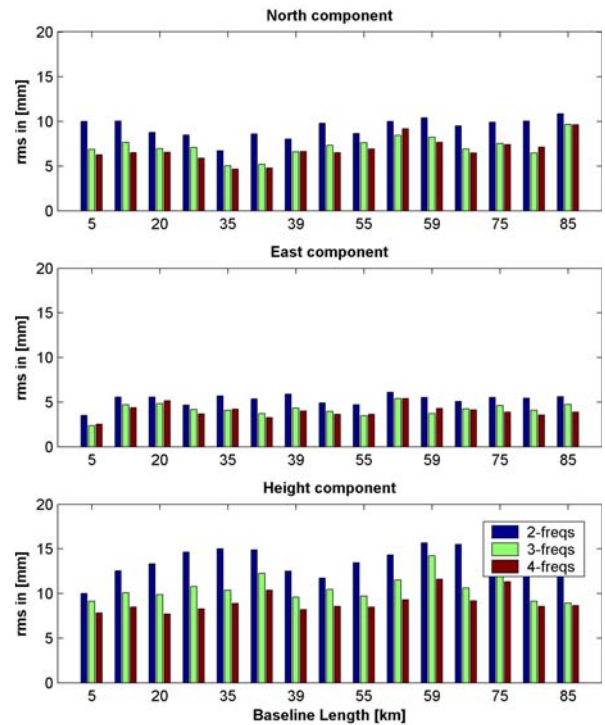 North component
20
15
10
5
0
rms in [mm]
5 20 35 39 55 59 75 85
East component
20
15
10
5
0
rms in [mm]
5 20 35 39 55 59 75 85
Height component
20
15
10
5
0
rms in [mm]
2-freqs
3-freqs
4-freqs
5 20 35 39 55 59 75 85
Baseline Length [km]